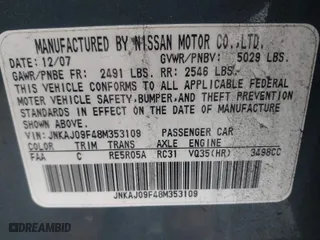 MANUFACTURED BY NISSAN MOTOR CO.,LTD.
DATE: 12/07 GVWR/PNBV: 5029 LBS.
GAWR/PNBE FR: 2491 LBS. RR: 2546 LBS.
THIS VEHICLE CONFORMS TO ALL APPLICABLE FEDERAL
MOTOR VEHICLE SAFETY, BUMPER, AND THEFT PREVENTION
STANDARDS IN EFFECT ON THE DATE OF MANUFACTURE
SHOWN ABOVE.
VIN: JNKAJ09F48M353109 PASSENGER CAR
COLOR TRIM TRANS AXLE ENGINE
FAA C RE5R05A RC31 VQ35(HR) 3498CC
JNKAJ09F48M353109